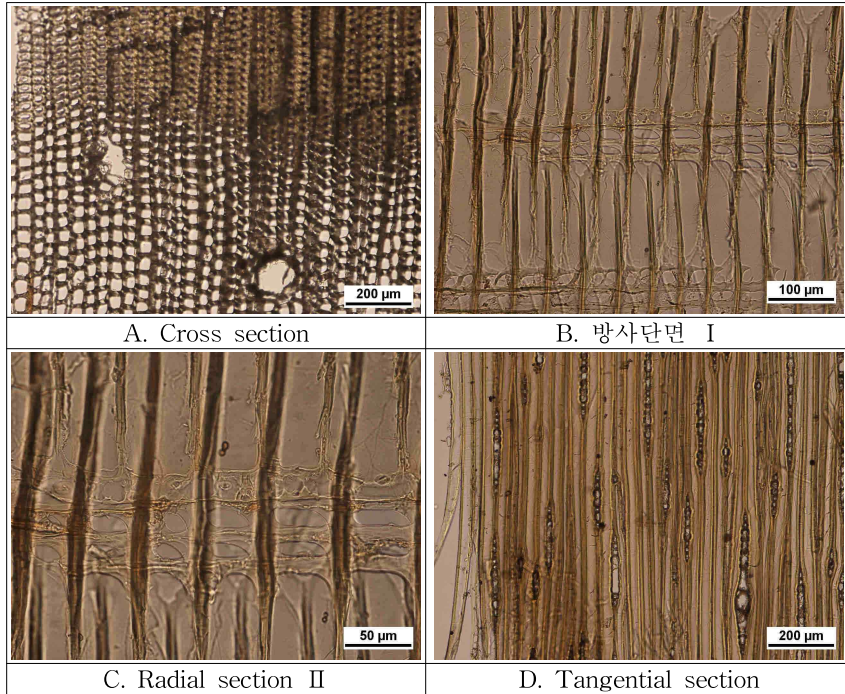 200 µm
100 µm
A. Cross section
B. 방사단면 Ⅰ
50 µm
200 µm
C. Radial section Ⅱ
D. Tangential section